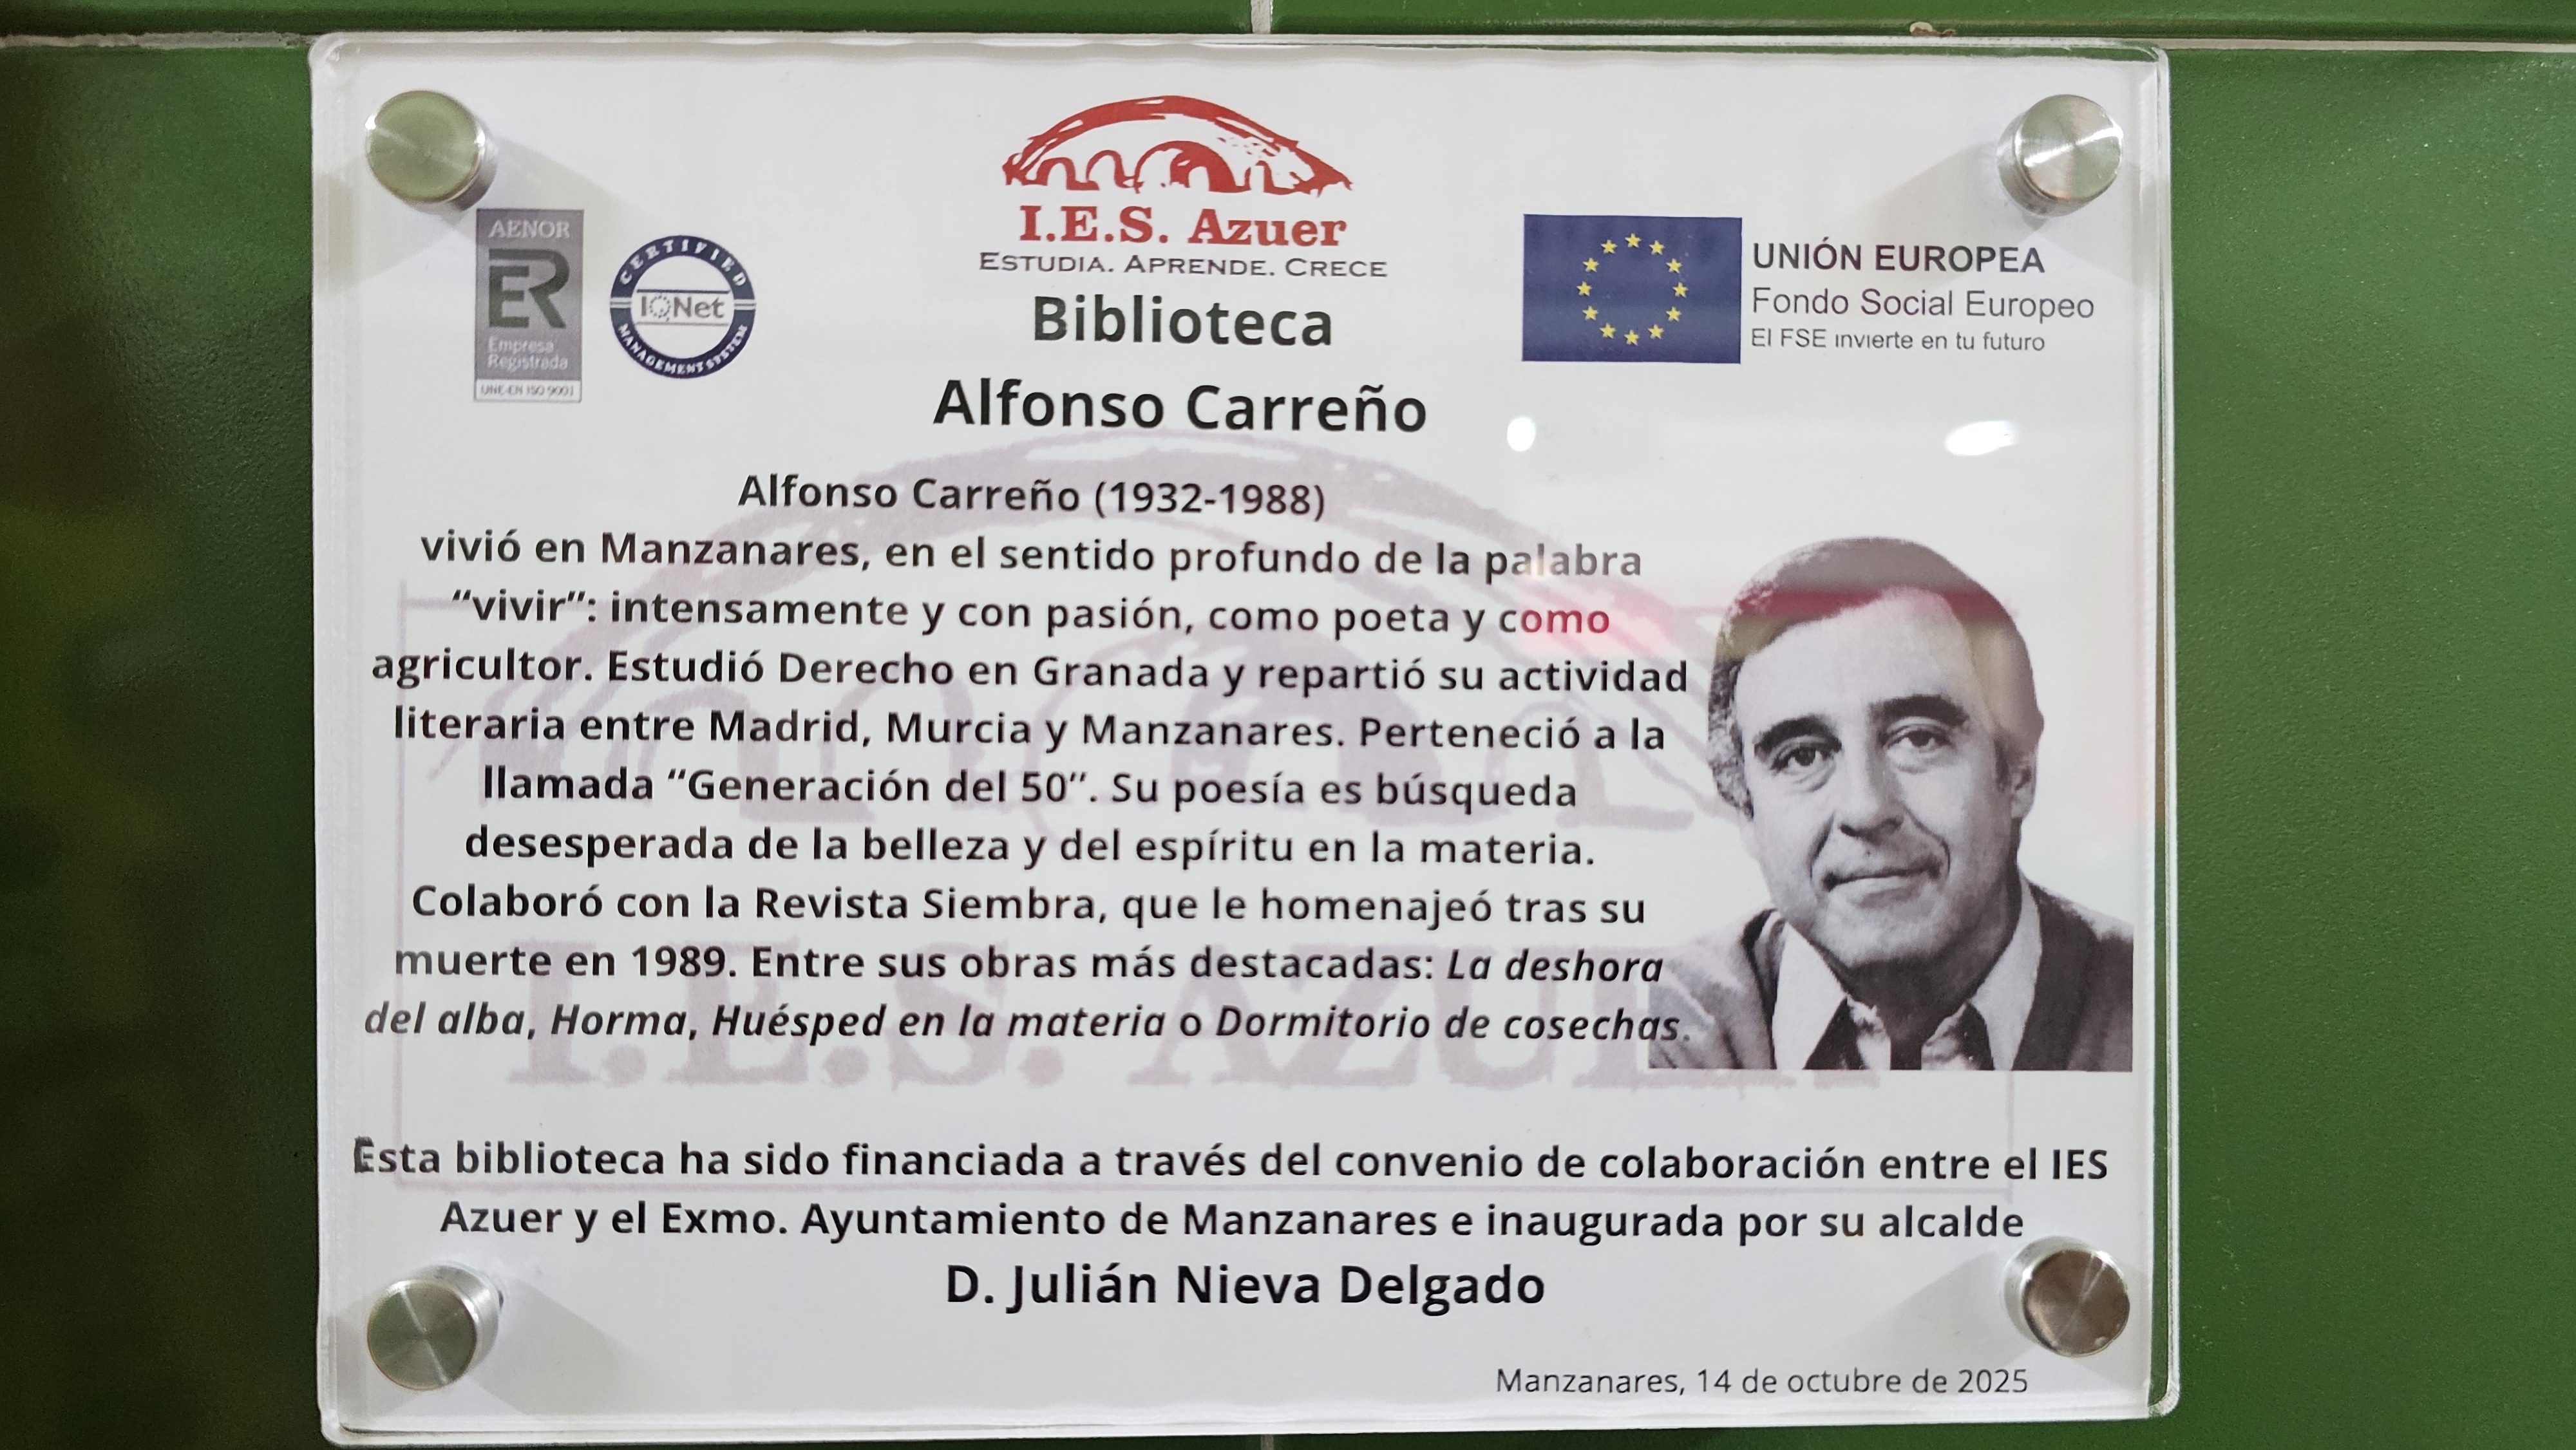 AENOR
ER
Empresa
Registrada
UNE-EN ISO 9001
CERTIFIED
IQNet
MANAGEMENT SYSTEM
I.E.S. Azuer
ESTUDIA. APRENDE. CRECE
Biblioteca
Alfonso Carreño
UNIÓN EUROPEA
Fondo Social Europeo
El FSE invierte en tu futuro
Alfonso Carreño (1932-1988)
vivió en Manzanares, en el sentido profundo de la palabra
“vivir”: intensamente y con pasión, como poeta y como
agricultor. Estudió Derecho en Granada y repartió su actividad
literaria entre Madrid, Murcia y Manzanares. Perteneció a la
llamada “Generación del 50”. Su poesía es búsqueda
desesperada de la belleza y del espíritu en la materia.
Colaboró con la Revista Siembra, que le homenajeó tras su
muerte en 1989. Entre sus obras más destacadas: La deshora
del alba, Horma, Huésped en la materia o Dormitorio de cosechas.
I.E.S. AZUER
Esta biblioteca ha sido financiada a través del convenio de colaboración entre el IES
Azuer y el Exmo. Ayuntamiento de Manzanares e inaugurada por su alcalde
D. Julián Nieva Delgado
Manzanares, 14 de octubre de 2025